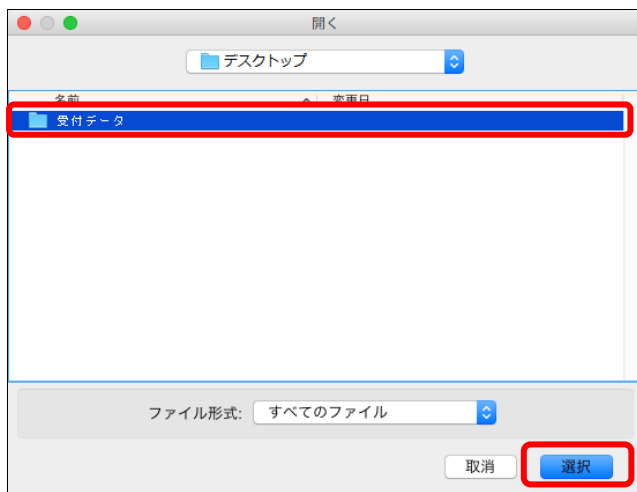 開く
デスクトップ
名前 変更日
受付データ
ファイル形式: すべてのファイル
取消 選択